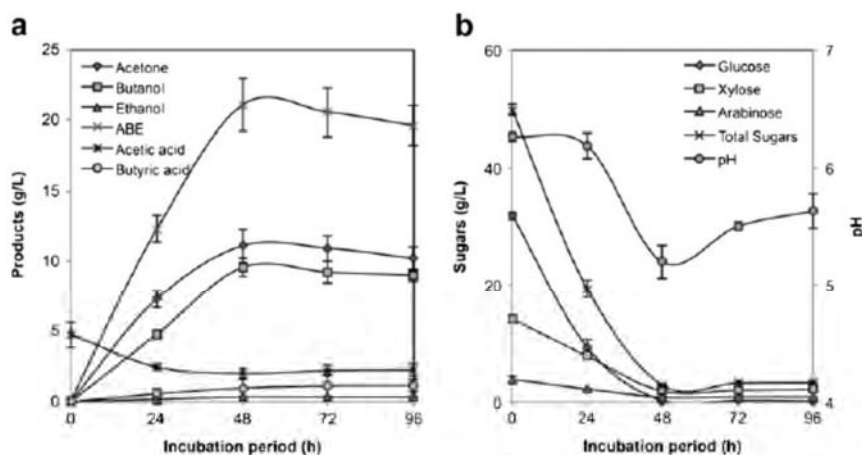 a
25
20
15
10
5
0
Products (g/L)
Acetone
Butanol
Ethanol
ABE
Acetic acid
Butyric acid
0 24 48 72 96
Incubation period (h)
b
60
40
20
0
Sugars (g/L)
Glucose
Xylose
Arabinose
Total Sugars
pH
7
6
5
4
pH
0 24 48 72 96
Incubation period (h)